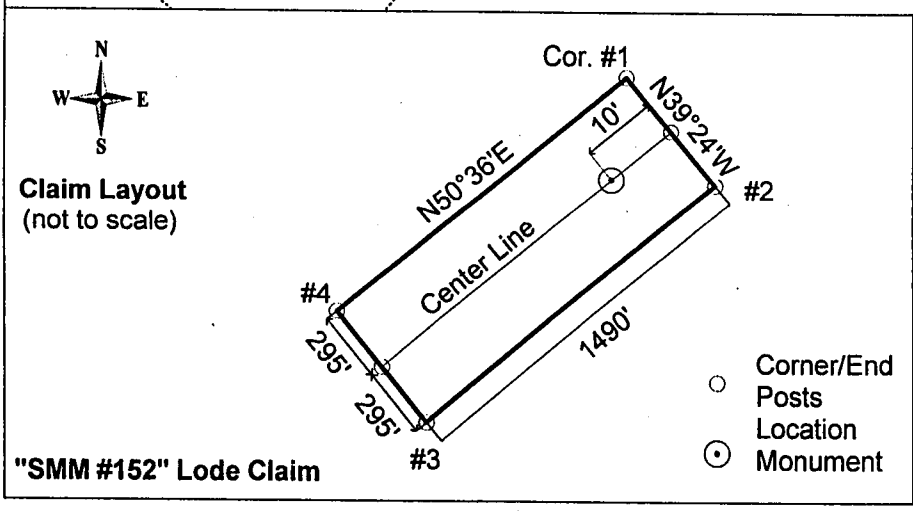 N
W E
S
Claim Layout
(not to scale)
Cor. #1
N39°24'W
10'
N50°36'E
#2
Center Line
#4
1490'
295'
295'
#3
Corner/End
Posts
Location
Monument
"SMM #152" Lode Claim